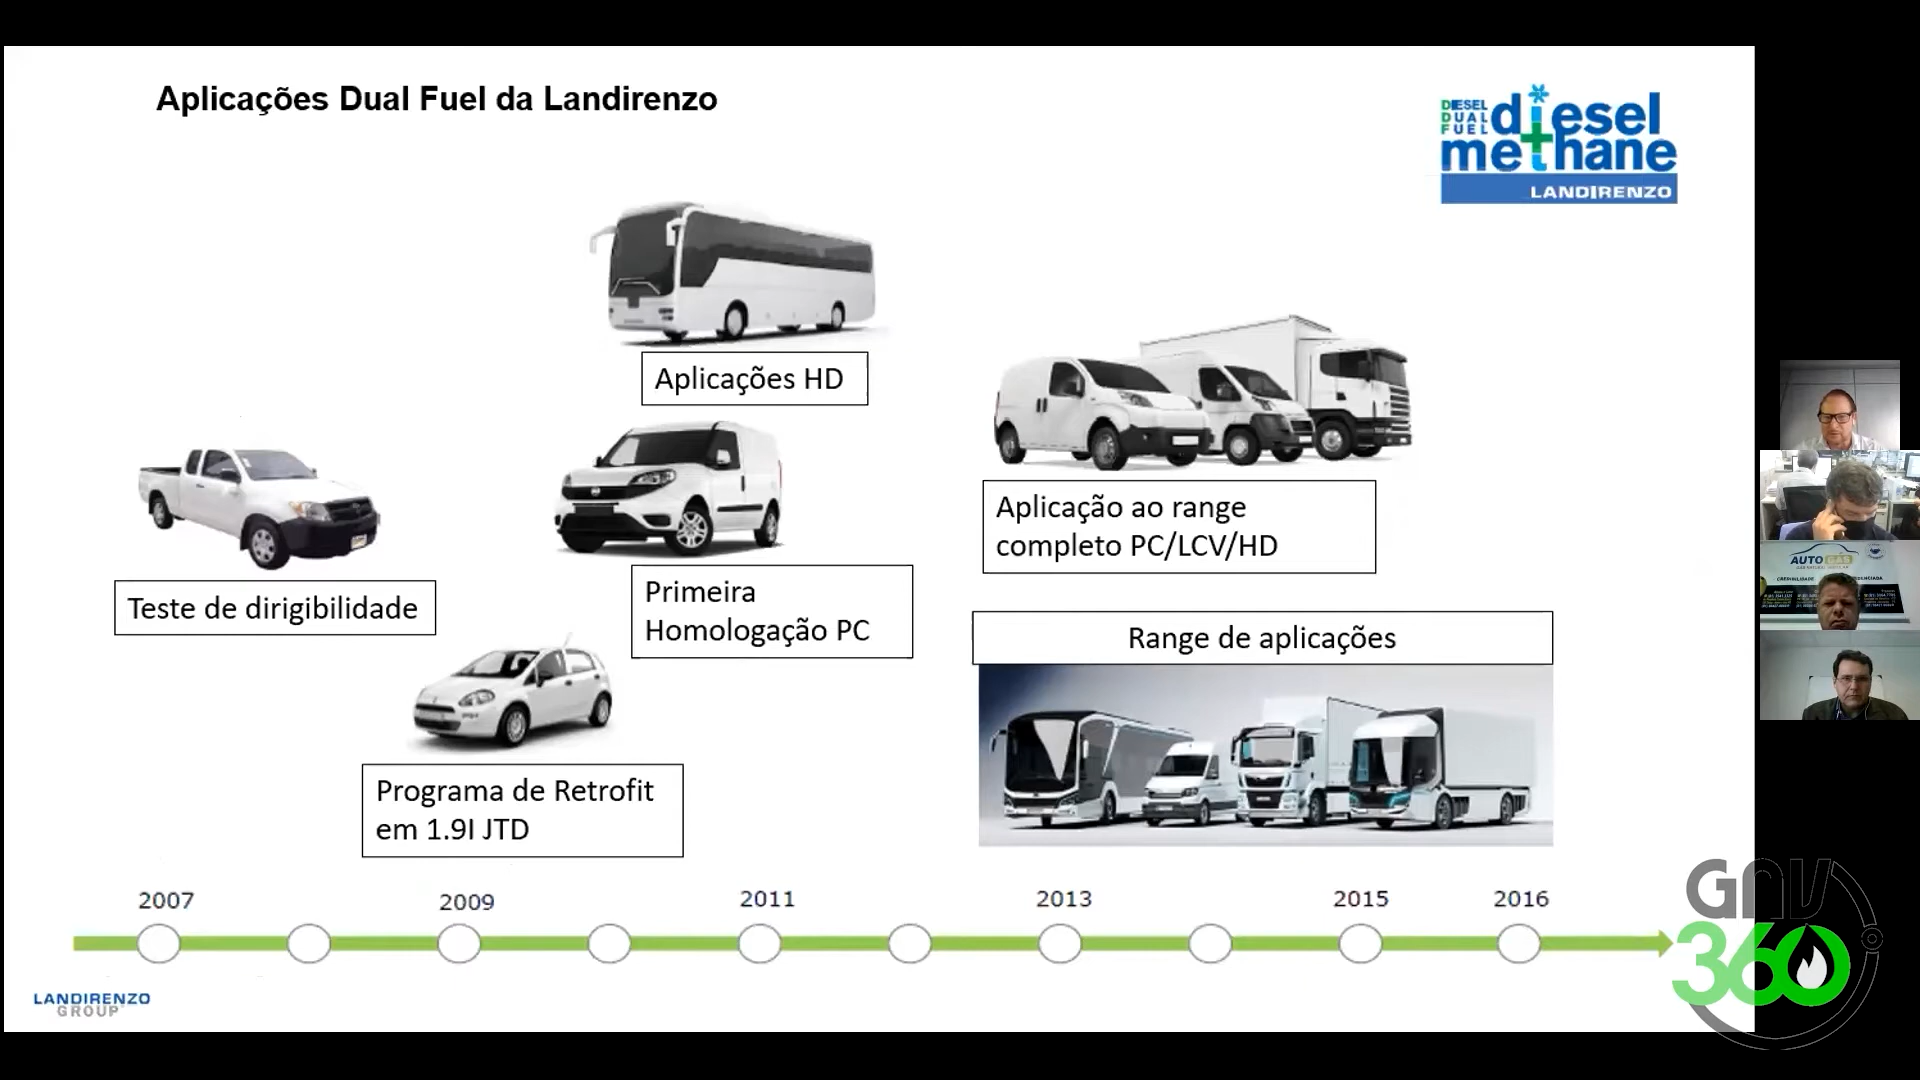 Aplicações Dual Fuel da Landirenzo
DIESEL
DUAL
FUEL
diesel
methane
LANDIRENZO
Aplicações HD
Aplicação ao range
completo PC/LCV/HD
Teste de dirigibilidade
Primeira
Homologação PC
Range de aplicações
Programa de Retrofit
em 1.9l JTD
2007
2009
2011
2013
2015
2016
LANDIRENZO
GROUP
GNV
360
AUTO GÁS